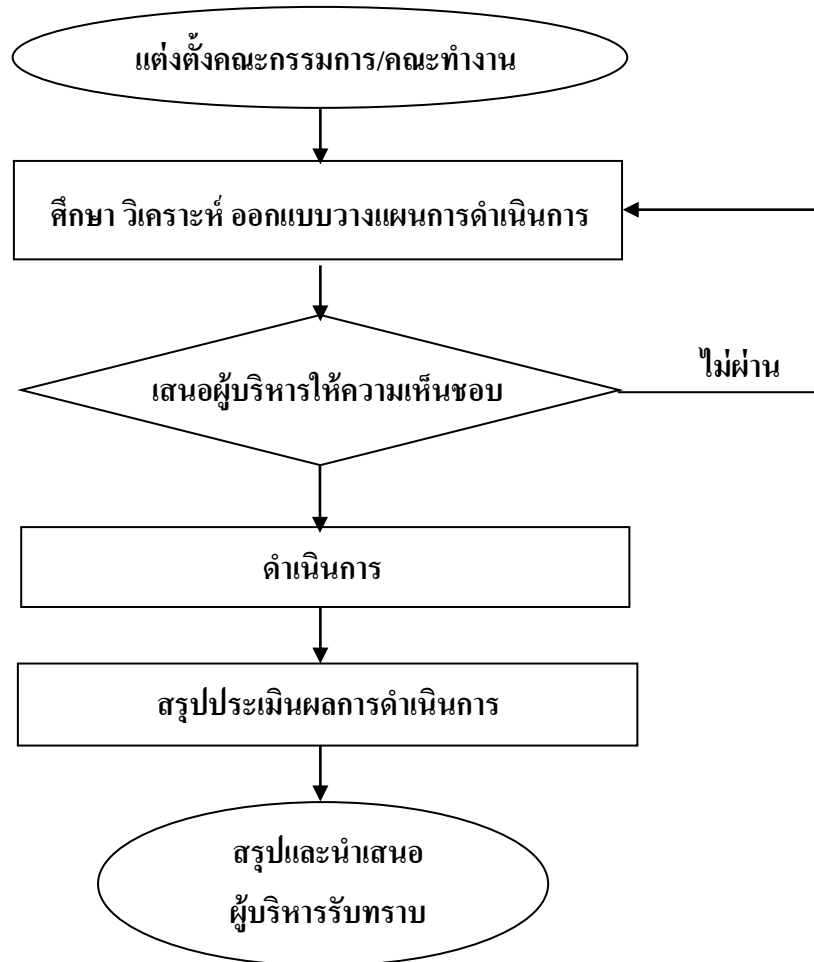 แต่งตั้งคณะกรรมการ/คณะทำงาน
ศึกษา วิเคราะห์ ออกแบบวางแผนการดำเนินการ
เสนอผู้บริหารให้ความเห็นชอบ
ไม่ผ่าน
ดำเนินการ
สรุปประเมินผลการดำเนินการ
สรุปและนำเสนอ
ผู้บริหารรับทราบ